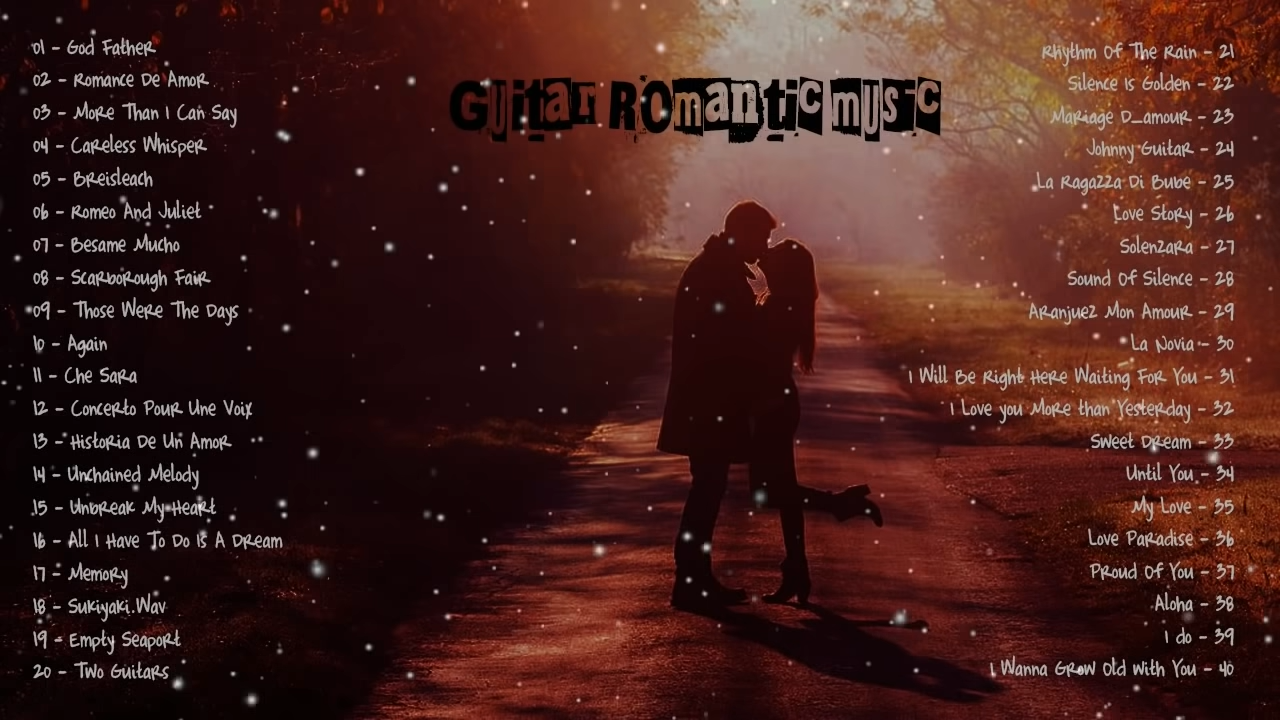 Guitar Romantic music
01 - God Father
02 - Romance De Amor
03 - More Than I Can Say
04 - Careless Whisper
05 - Breisleach
06 - Romeo And Juliet
07 - Besame Mucho
08 - Scarborough Fair
09 - Those Were The Days
10 - Again
11 - Che Sara
12 - Concerto Pour Une Voix
13 - Historia De Un Amor
14 - Unchained Melody
15 - Unbreak My Heart
16 - All I Have To Do Is A Dream
17 - Memory
18 - Sukiyaki.Wav
19 - Empty Seaport
20 - Two Guitars
Rhythm Of The Rain - 21
Silence Is Golden - 22
Mariage D_amour - 23
Johnny Guitar - 24
La Ragazza Di Bube - 25
Love Story - 26
Solenzara - 27
Sound Of Silence - 28
Aranjuez Mon Amour - 29
La Novia - 30
I Will Be Right Here Waiting For You - 31
I Love you More than Yesterday - 32
Sweet Dream - 33
Until You - 34
My Love - 35
Love Paradise - 36
Proud Of You - 37
Aloha - 38
I do - 39
I Wanna Grow Old With You - 40